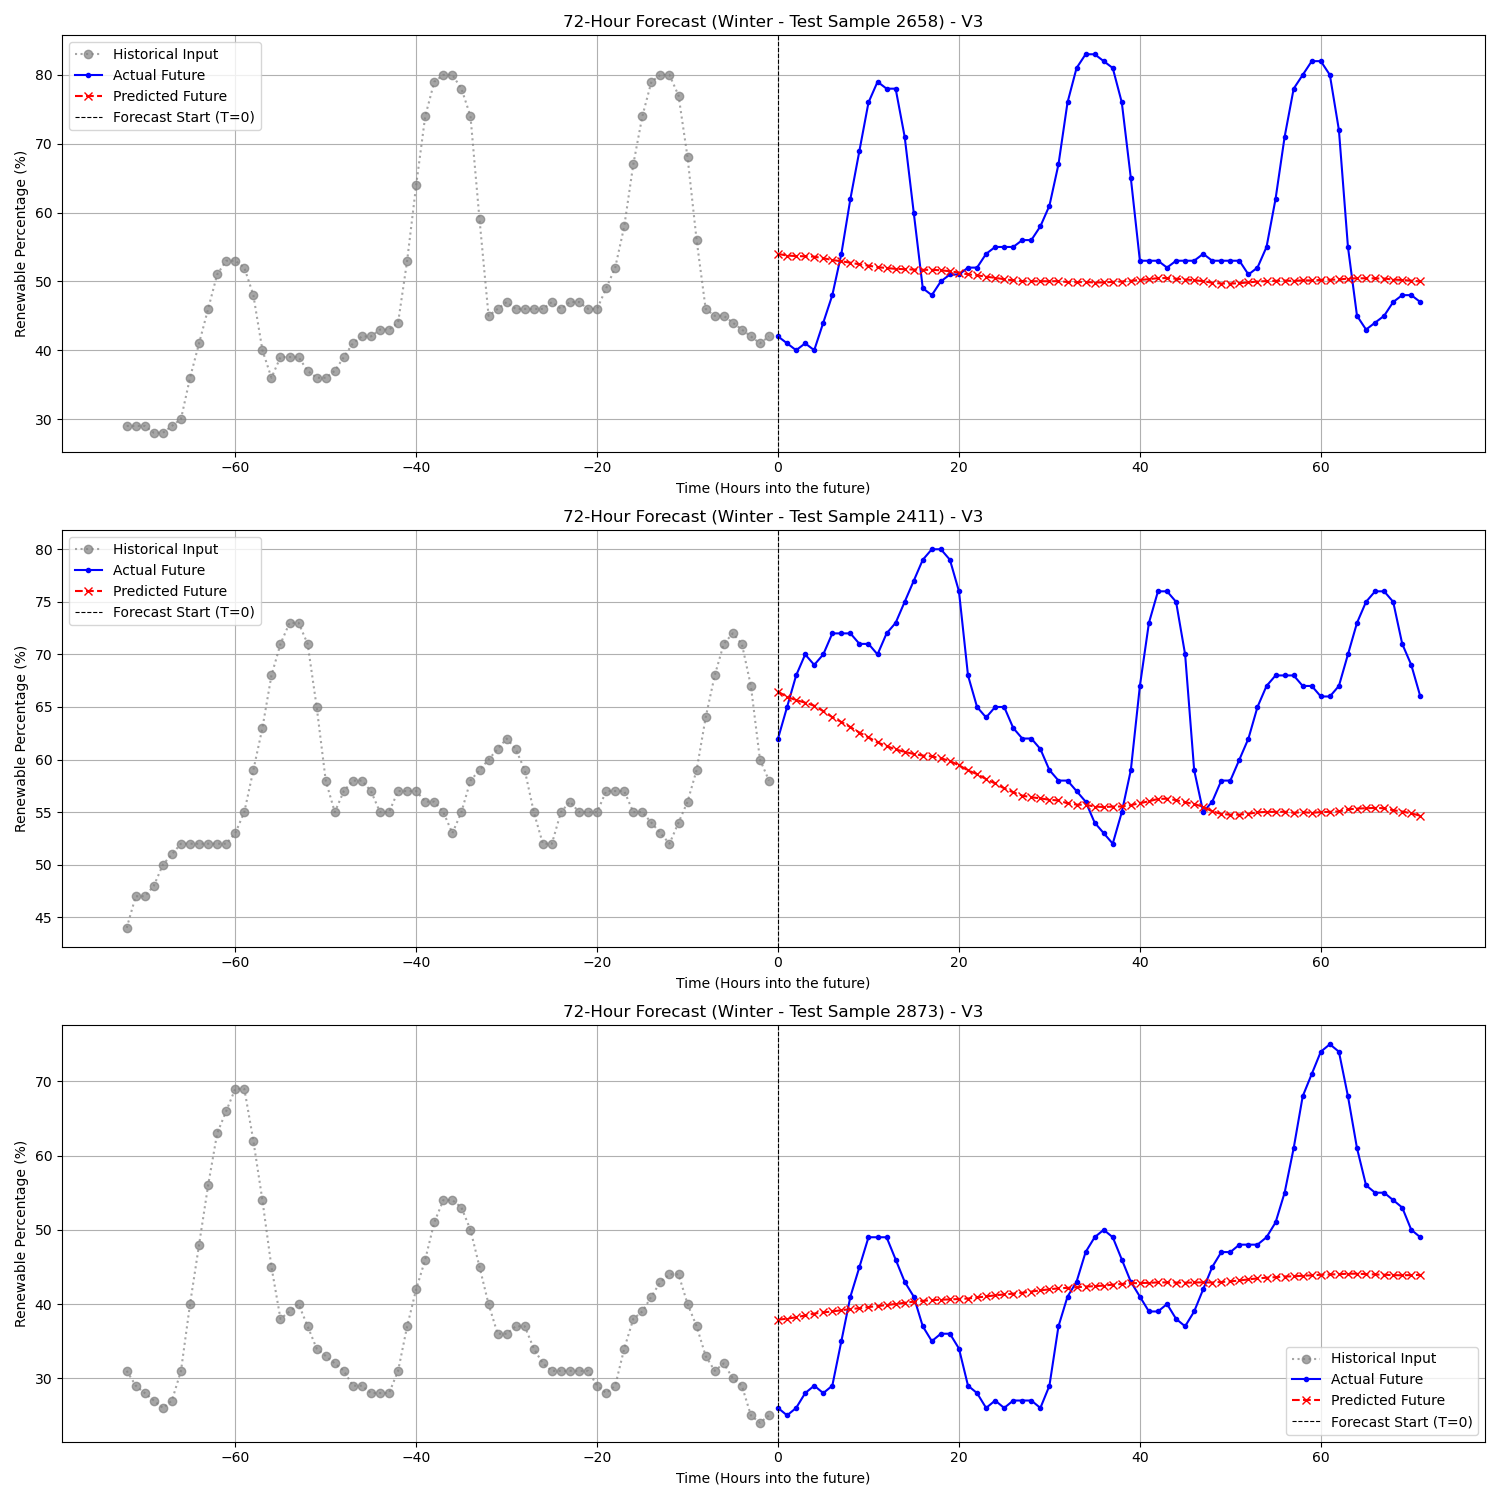 72-Hour Forecast (Winter - Test Sample 2658) - V3
Historical Input
Actual Future
Predicted Future
Forecast Start (T=0)
Renewable Percentage (%)
80
70
60
50
40
30
−60 −40 −20 0 20 40 60
Time (Hours into the future)
72-Hour Forecast (Winter - Test Sample 2411) - V3
Historical Input
Actual Future
Predicted Future
Forecast Start (T=0)
Renewable Percentage (%)
80
75
70
65
60
55
50
45
−60 −40 −20 0 20 40 60
Time (Hours into the future)
72-Hour Forecast (Winter - Test Sample 2873) - V3
Renewable Percentage (%)
70
60
50
40
30
Historical Input
Actual Future
Predicted Future
Forecast Start (T=0)
−60 −40 −20 0 20 40 60
Time (Hours into the future)